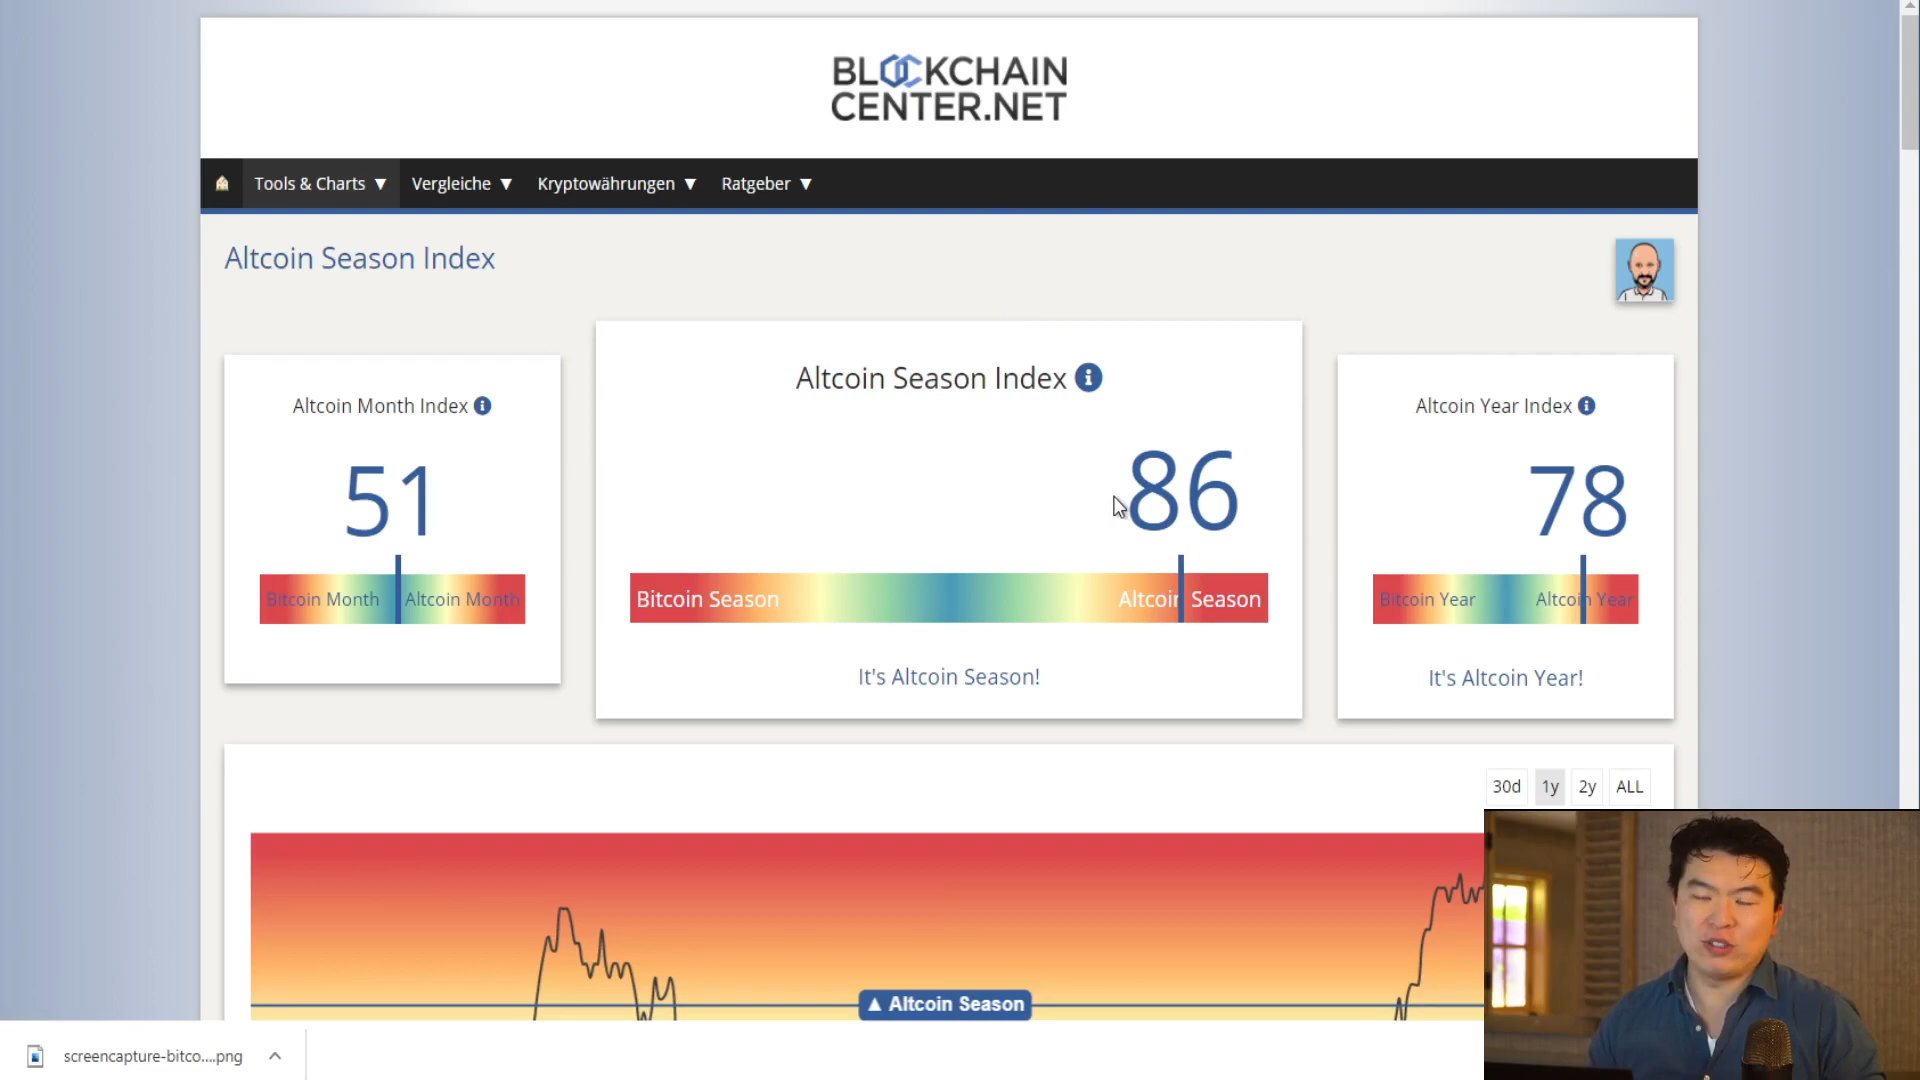 BLOCKCHAIN
CENTER.NET
Tools & Charts ▼ Vergleiche ▼ Kryptowährungen ▼ Ratgeber ▼
Altcoin Season Index
Altcoin Month Index
51
Bitcoin Month Altcoin Month
Altcoin Season Index
86
Bitcoin Season Altcoin Season
It's Altcoin Season!
Altcoin Year Index
78
Bitcoin Year Altcoin Year
It's Altcoin Year!
30d 1y 2y ALL
▲ Altcoin Season
screencapture-bitco....png